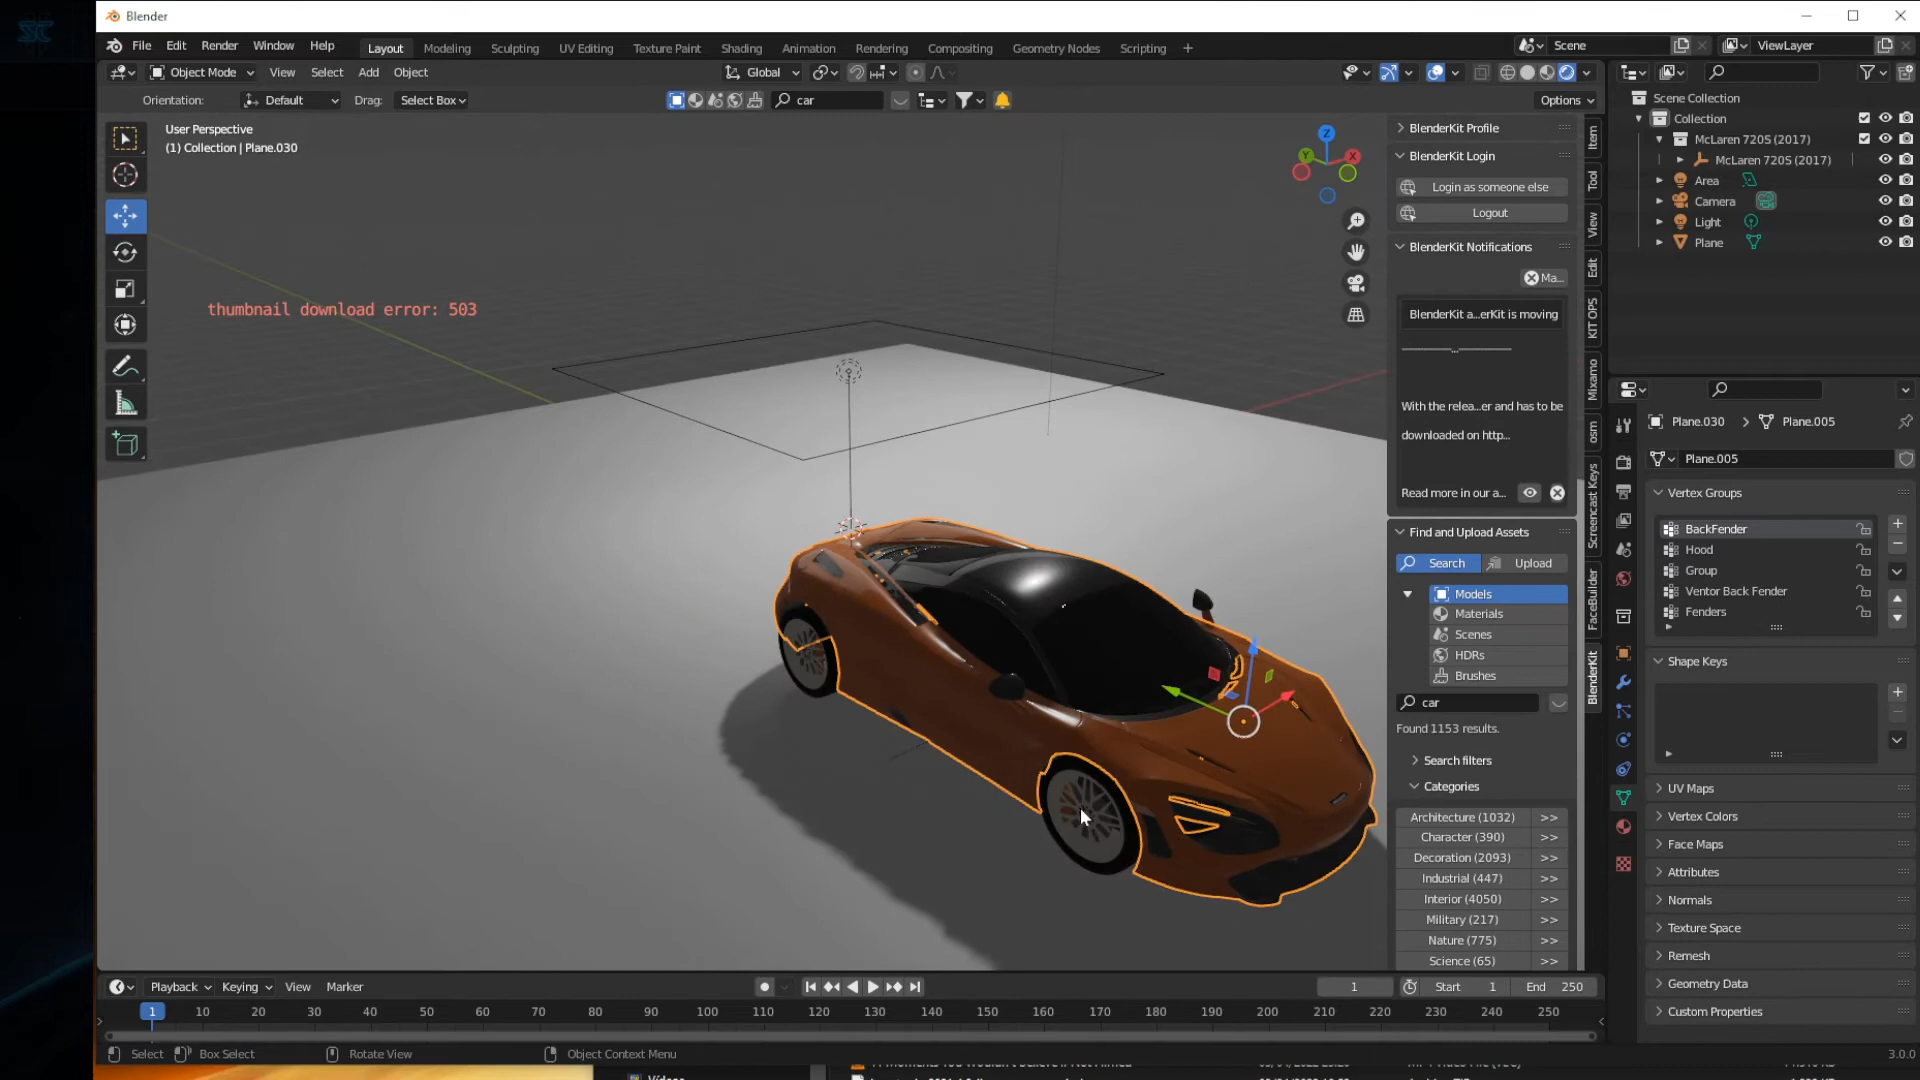 Blender
File Edit Render Window Help Layout Modeling Sculpting UV Editing Texture Paint Shading Animation Rendering Compositing Geometry Nodes Scripting + Scene ViewLayer
Object Mode View Select Add Object Global
Orientation: Default Drag: Select Box car Options
User Perspective
(1) Collection | Plane.030
thumbnail download error: 503
Z
Y
X
BlenderKit Profile
BlenderKit Login
Login as someone else
Logout
BlenderKit Notifications
Ma...
BlenderKit a...erKit is moving
----------...----------
With the relea...er and has to be
downloaded on http...
Read more in our a...
Find and Upload Assets
Search Upload
Models
Materials
Scenes
HDRs
Brushes
car
Found 1153 results.
Search filters
Categories
Architecture (1032) >>
Character (390) >>
Decoration (2093) >>
Industrial (447) >>
Interior (4050) >>
Military (217) >>
Nature (775) >>
Science (65) >>
Item
Tool
View
Edit
KIT OPS
Mixamo
osm
Screencast Keys
FaceBuilder
BlenderKit
Scene Collection
Collection
McLaren 720S (2017)
McLaren 720S (2017)
Area
Camera
Light
Plane
Plane.030 > Plane.005
Plane.005
Vertex Groups
BackFender
Hood
Group
Ventor Back Fender
Fenders
Shape Keys
UV Maps
Vertex Colors
Face Maps
Attributes
Normals
Texture Space
Remesh
Geometry Data
Custom Properties
Playback Keying View Marker 1 Start 1 End 250
1 10 20 30 40 50 60 70 80 90 100 110 120 130 140 150 160 170 180 190 200 210 220 230 240 250
Select Box Select Rotate View Object Context Menu 3.0.0